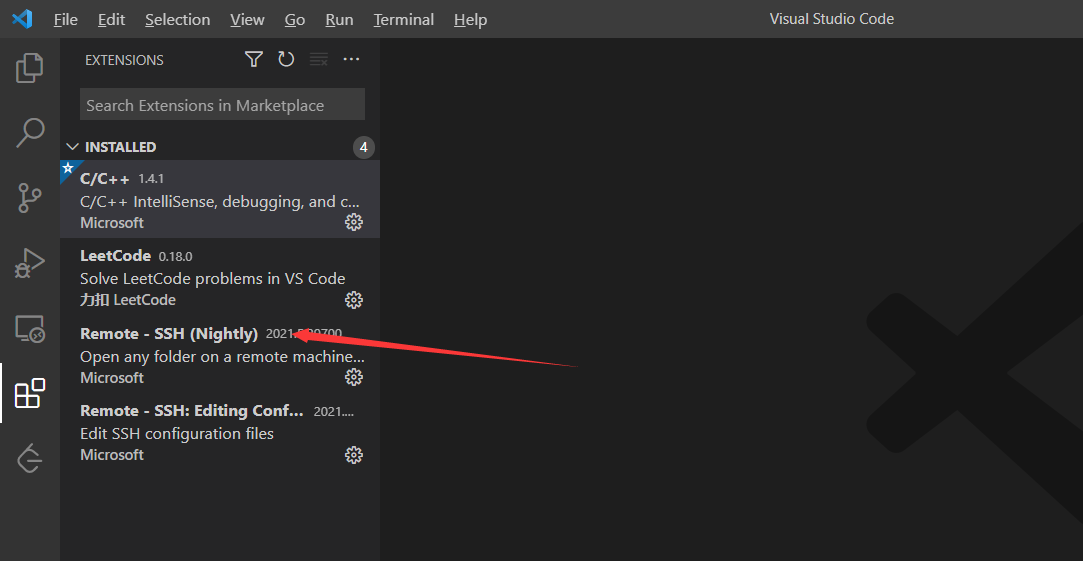 File Edit Selection View Go Run Terminal Help Visual Studio Code
EXTENSIONS
Search Extensions in Marketplace
INSTALLED 4
C/C++ 1.4.1
C/C++ IntelliSense, debugging, and c...
Microsoft
LeetCode 0.18.0
Solve LeetCode problems in VS Code
力扣 LeetCode
Remote - SSH (Nightly)
Open any folder on a remote machine...
Microsoft
Remote - SSH: Editing Conf... 2021....
Edit SSH configuration files
Microsoft